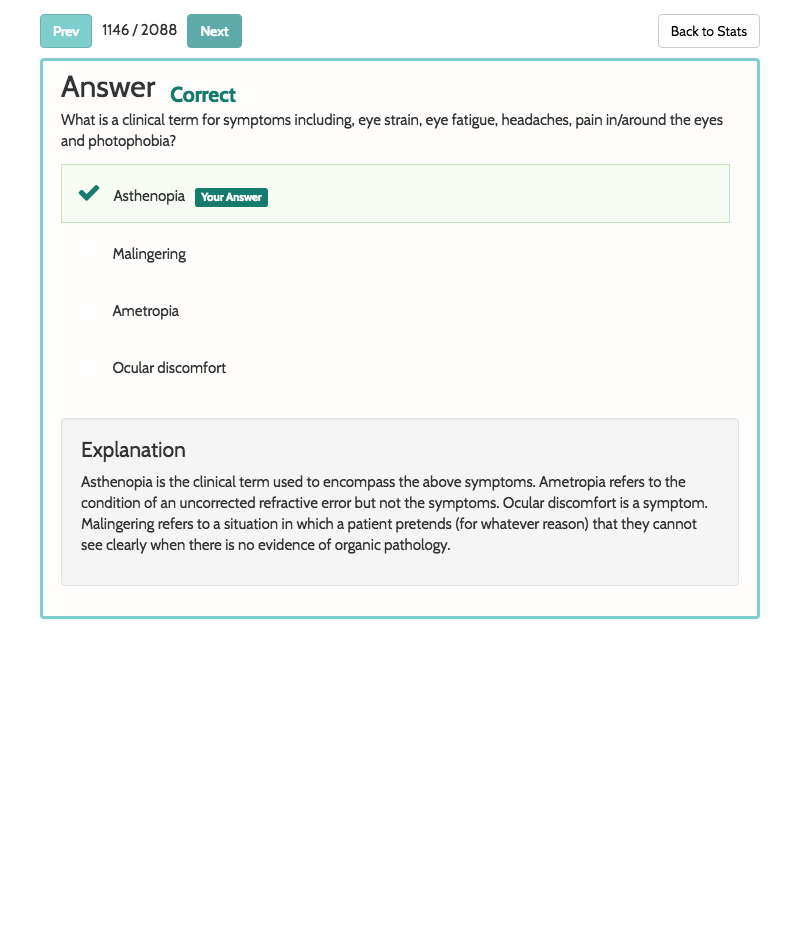 Prev 1146 / 2088 Next Back to Stats
Answer Correct
What is a clinical term for symptoms including, eye strain, eye fatigue, headaches, pain in/around the eyes
and photophobia?
Asthenopia Your Answer
Malingering
Ametropia
Ocular discomfort
Explanation
Asthenopia is the clinical term used to encompass the above symptoms. Ametropia refers to the
condition of an uncorrected refractive error but not the symptoms. Ocular discomfort is a symptom.
Malingering refers to a situation in which a patient pretends (for whatever reason) that they cannot
see clearly when there is no evidence of organic pathology.